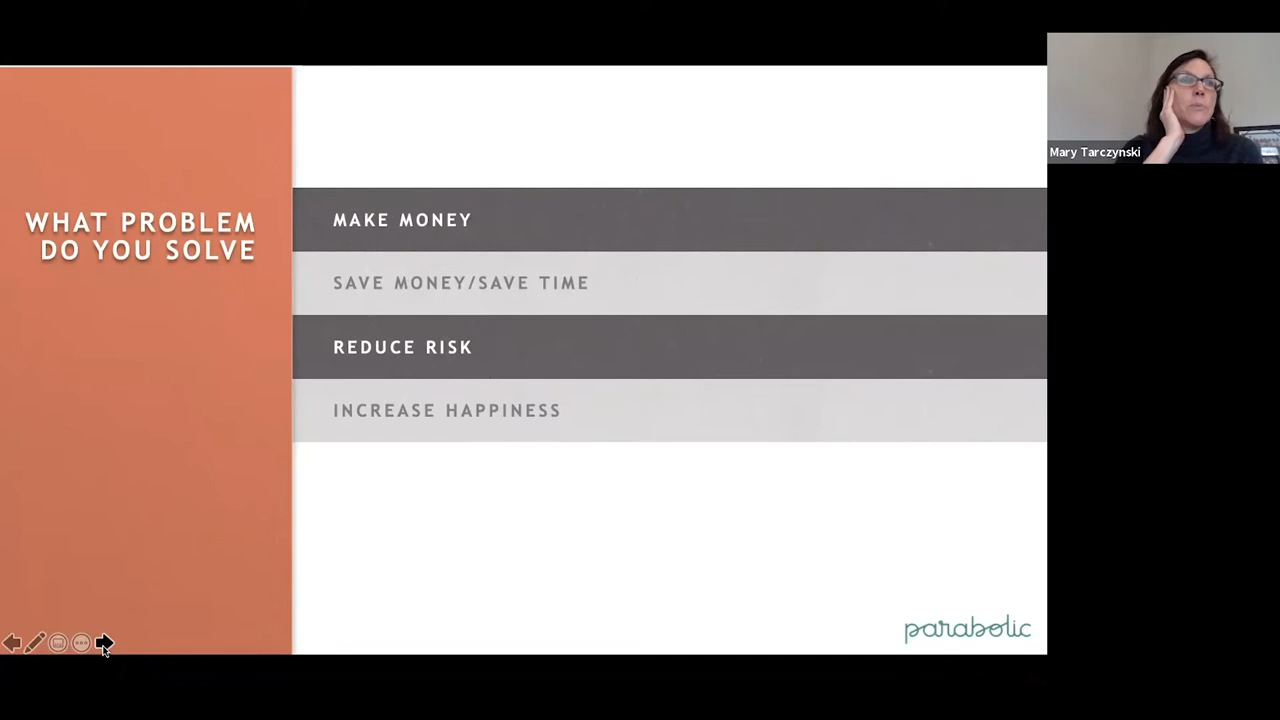 WHAT PROBLEM
DO YOU SOLVE
MAKE MONEY
SAVE MONEY/SAVE TIME
REDUCE RISK
INCREASE HAPPINESS
parabolic
Mary Tarczynski